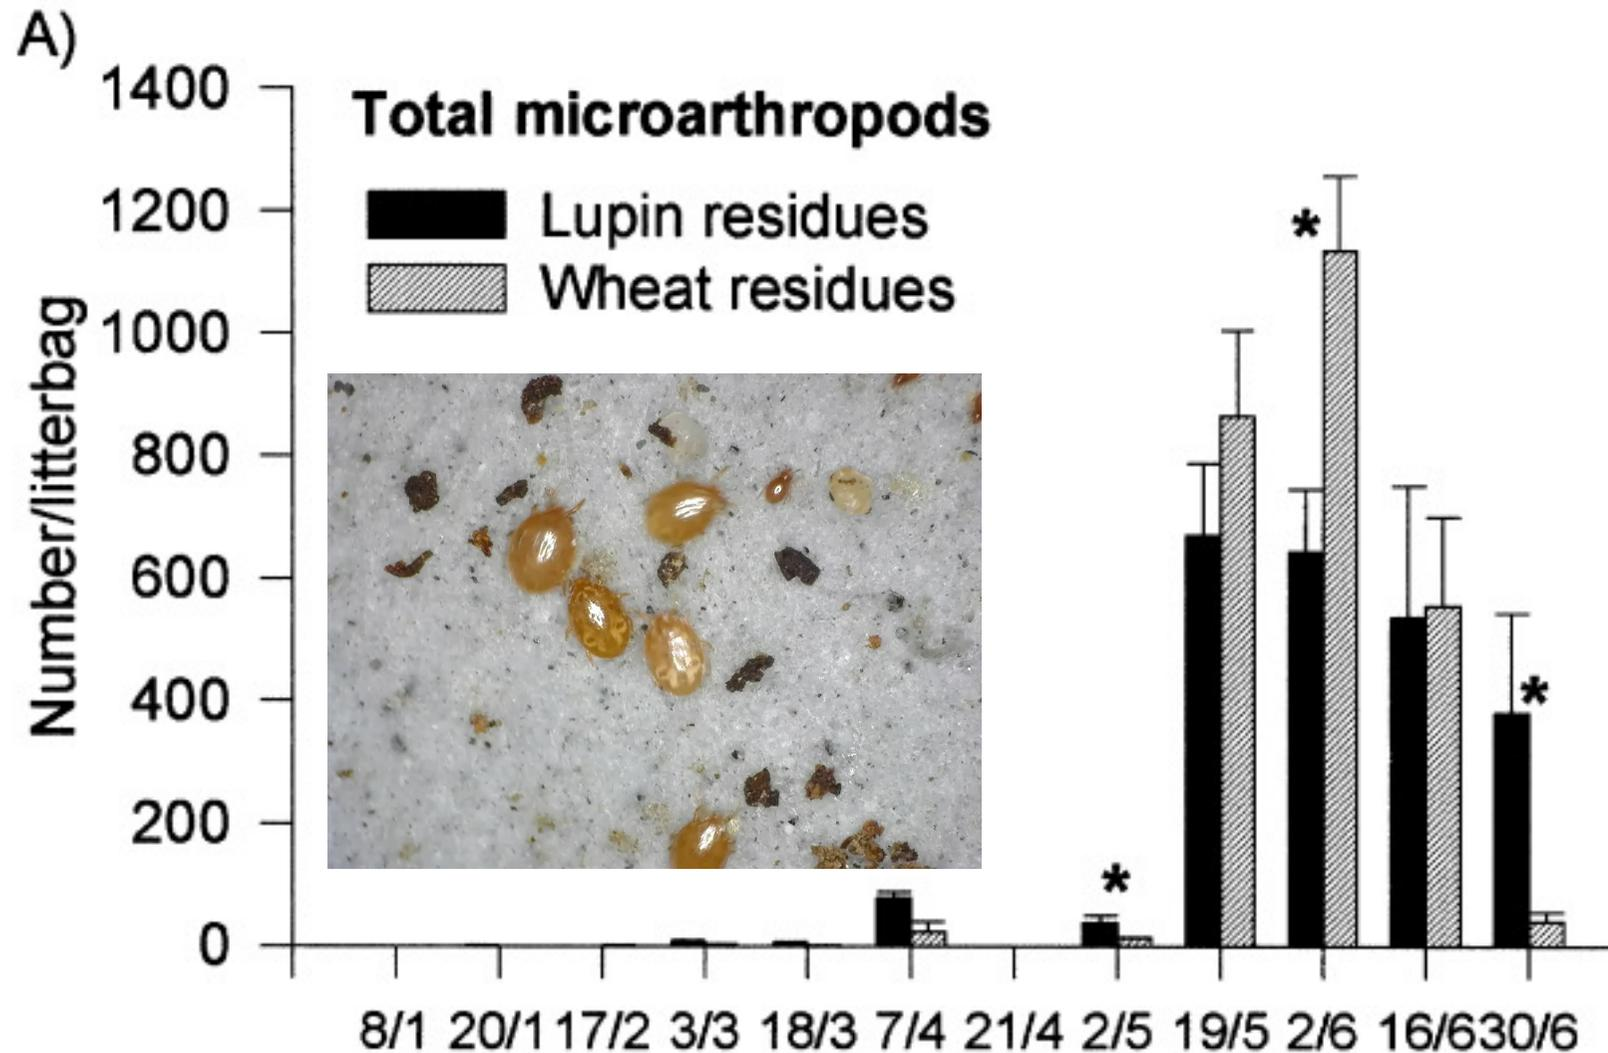 A)
Total microarthropods
Lupin residues
Wheat residues
Number/litterbag
1400
1200
1000
800
600
400
200
0
*
*
*
8/1 20/1 17/2 3/3 18/3 7/4 21/4 2/5 19/5 2/6 16/6 30/6